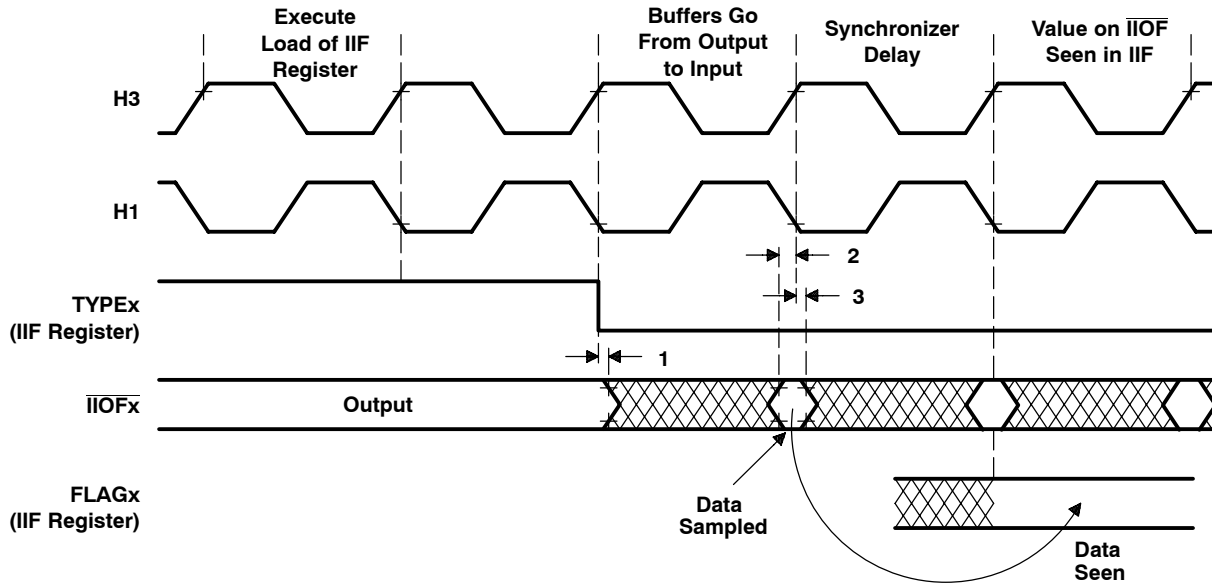 Execute
Load of IIF
Register
Buffers Go
From Output
to Input
Synchronizer
Delay
Value on IIOF
Seen in IIF
H3
H1
2
3
TYPEx
(IIF Register)
1
IIOFx
Output
FLAGx
(IIF Register)
Data
Sampled
Data
Seen